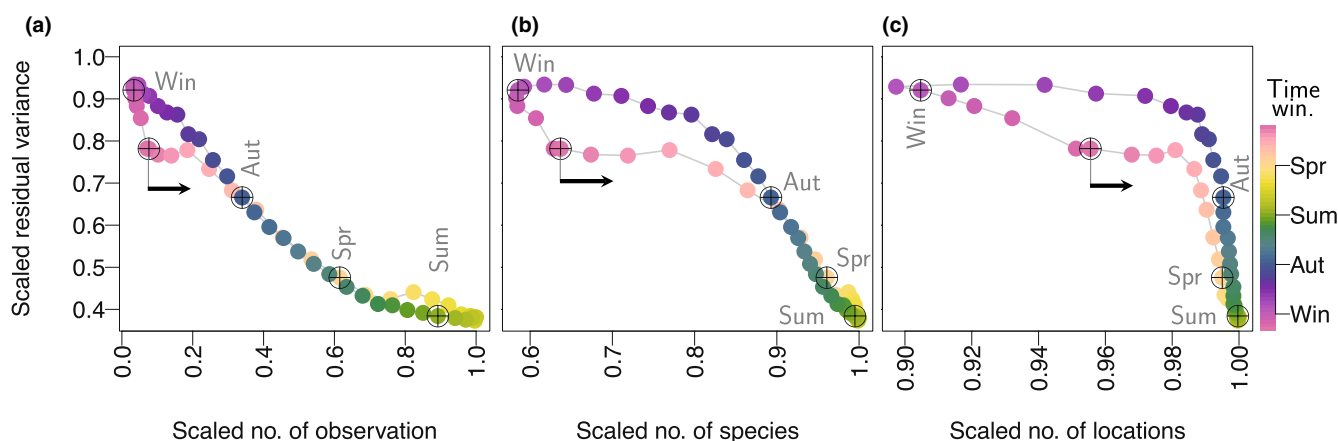 (a)
(b)
(c)
Scaled residual variance
1.0
0.9
0.8
0.7
0.6
0.5
0.4
Win
Aut
Spr
Sum
0.0
0.2
0.4
0.6
0.8
1.0
Scaled no. of observation
Win
Aut
Spr
Sum
0.6
0.7
0.8
0.9
1.0
Scaled no. of species
Win
Aut
Spr
Sum
0.90
0.92
0.94
0.96
0.98
1.00
Scaled no. of locations
Time
win.
Spr
Sum
Aut
Win